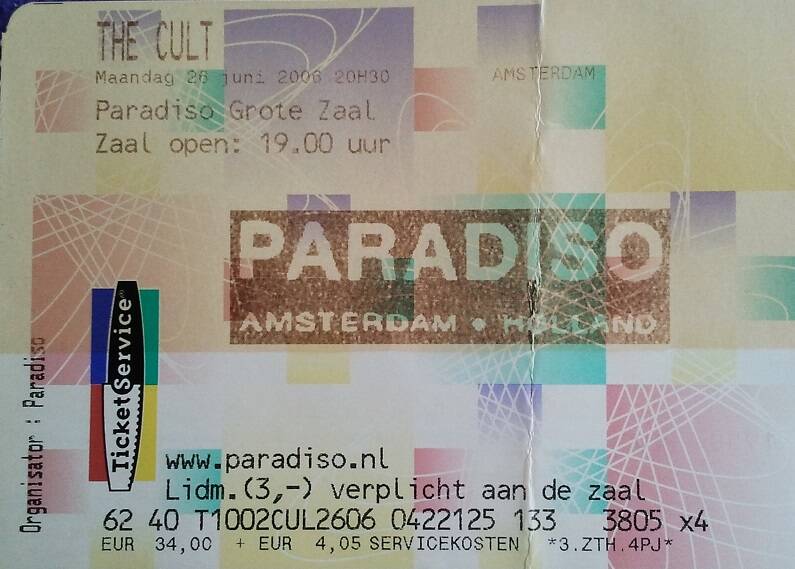 THE CULT
Maandag 26 juni 2006 20H30
AMSTERDAM
Paradiso Grote Zaal
Zaal open: 19.00 uur
PARADISO
AMSTERDAM • HOLLAND
TicketService
Organisator : Paradiso
www.paradiso.nl
Lidm.(3,-) verplicht aan de zaal
62 40 T1002CUL2606 0422125 133 3805 x4
EUR 34,00 + EUR 4,05 SERVICEKOSTEN *3.ZTH.4PJ*